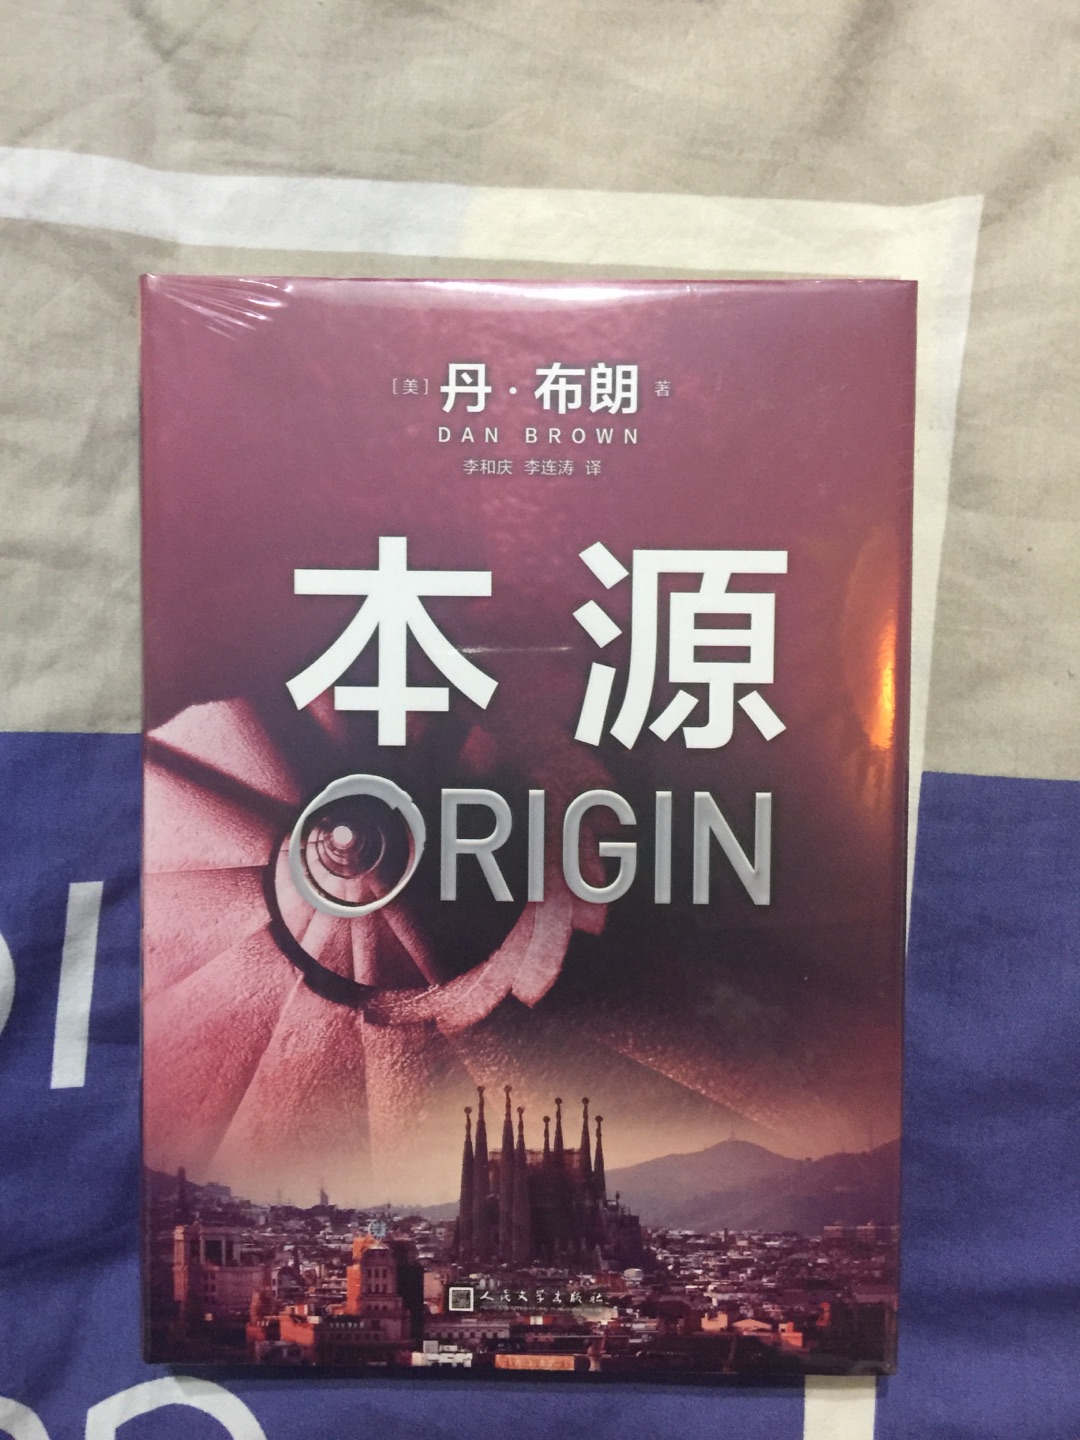 [美] 丹·布朗 著
DAN BROWN
李和庆 李连涛 译
本源
ORIGIN
人民文学出版社